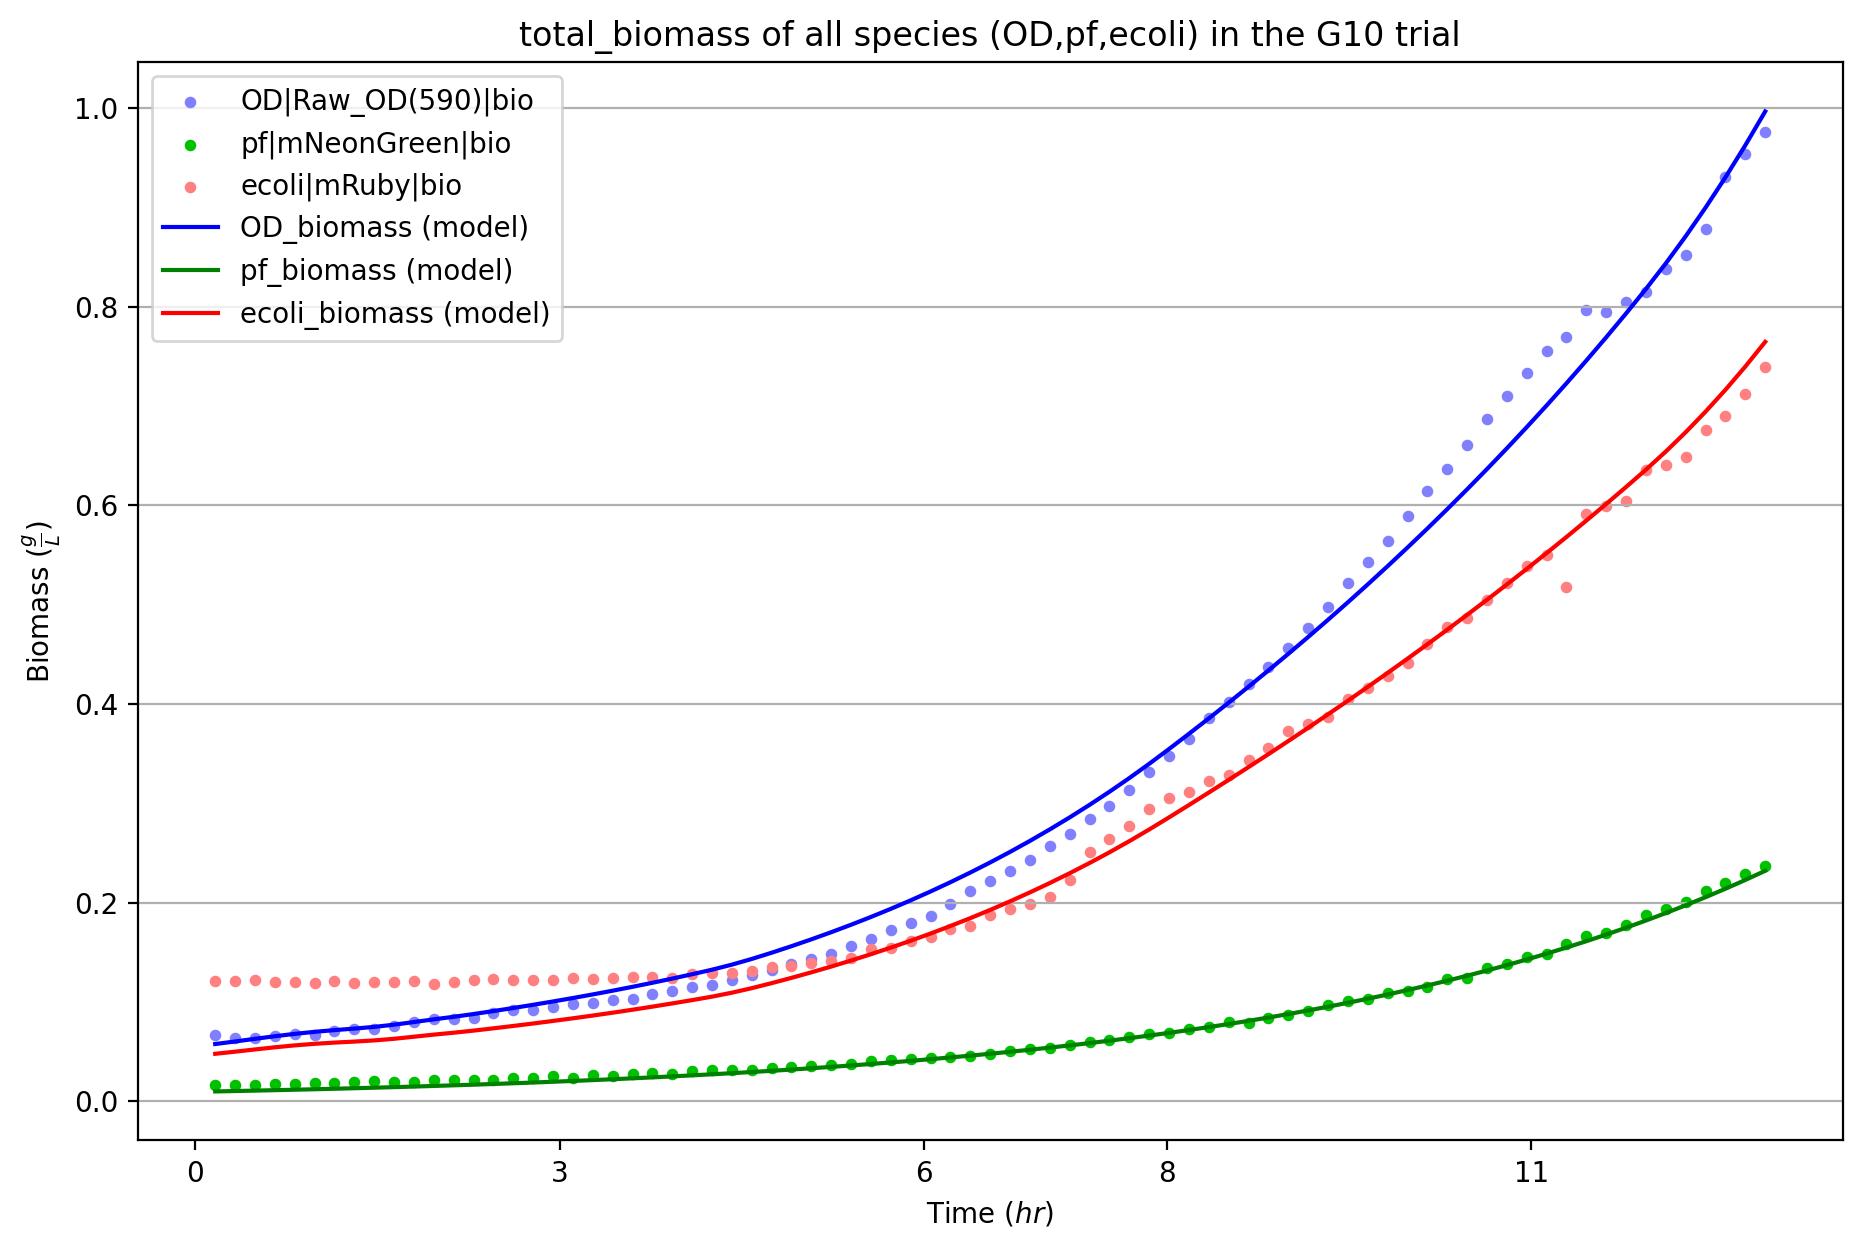 total_biomass of all species (OD,pf,ecoli) in the G10 trial
OD|Raw_OD(590)|bio
pf|mNeonGreen|bio
ecoli|mRuby|bio
OD_biomass (model)
pf_biomass (model)
ecoli_biomass (model)
1.0
0.8
0.6
0.4
0.2
0.0
Biomass (g/L)
0 3 6 8 11
Time (hr)